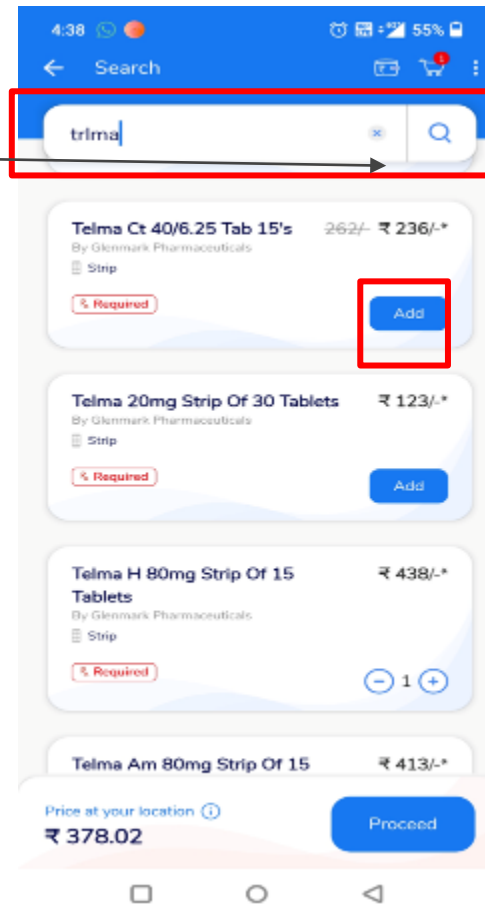 4:38 55%
Search 1
trlma
Telma Ct 40/6.25 Tab 15's 262/- ₹ 236/-*
By Glenmark Pharmaceuticals
Strip
Required
Add
Telma 20mg Strip Of 30 Tablets ₹ 123/-*
By Glenmark Pharmaceuticals
Strip
Required
Add
Telma H 80mg Strip Of 15 ₹ 438/-*
Tablets
By Glenmark Pharmaceuticals
Strip
Required
1
Telma Am 80mg Strip Of 15 ₹ 413/-*
Price at your location
₹ 378.02
Proceed